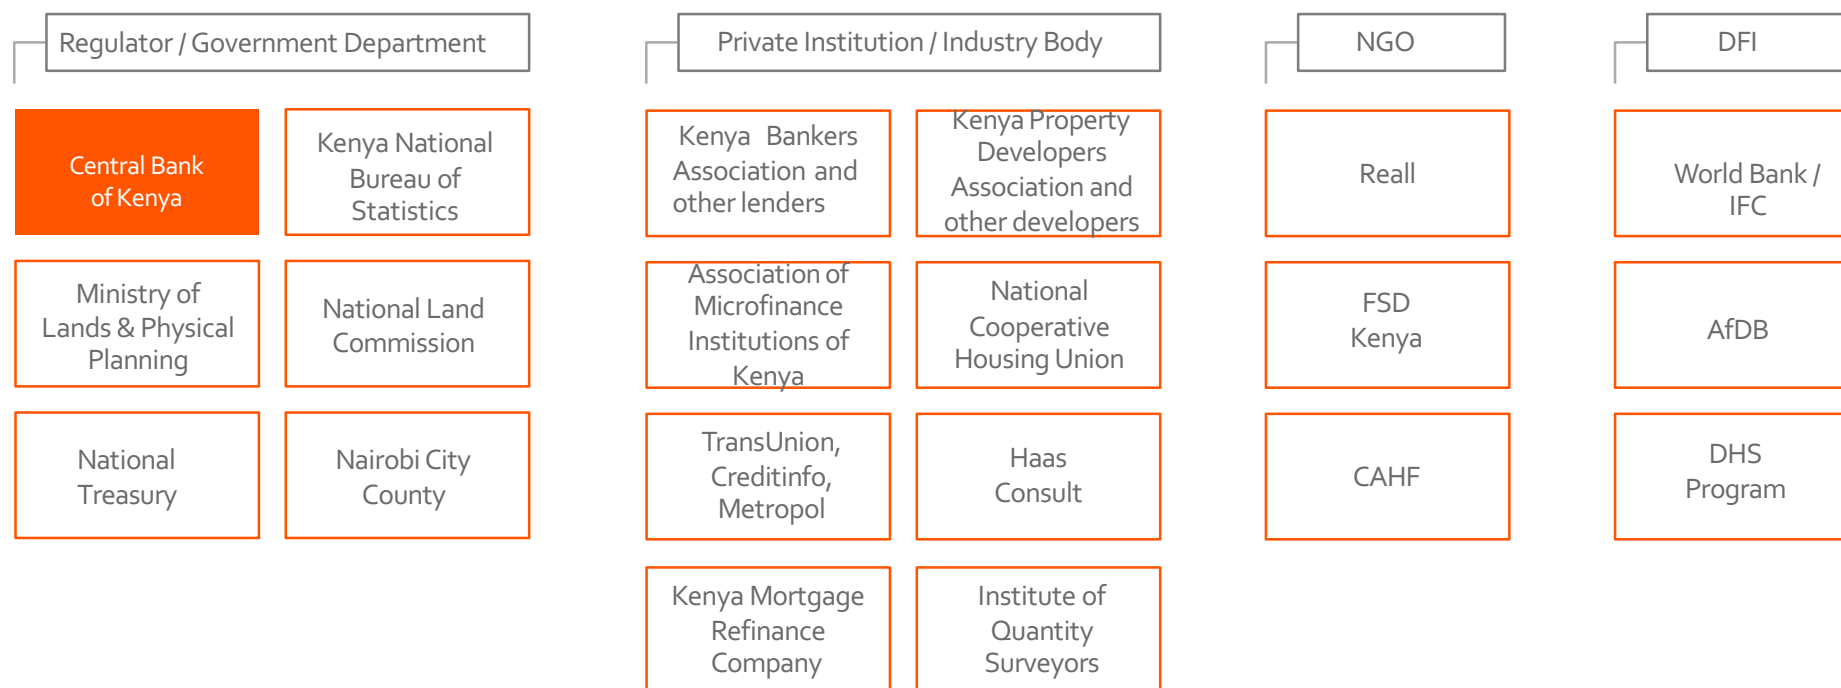 Regulator / Government Department
Private Institution / Industry Body
NGO
DFI
Central Bank
of Kenya
Kenya National
Bureau of
Statistics
Kenya Bankers
Association and
other lenders
Kenya Property
Developers
Association and
other developers
Reall
World Bank /
IFC
Ministry of
Lands & Physical
Planning
National Land
Commission
Association of
Microfinance
Institutions of
Kenya
National
Cooperative
Housing Union
FSD
Kenya
AfDB
National
Treasury
Nairobi City
County
TransUnion,
Creditinfo,
Metropol
Haas
Consult
CAHF
DHS
Program
Kenya Mortgage
Refinance
Company
Institute of
Quantity
Surveyors